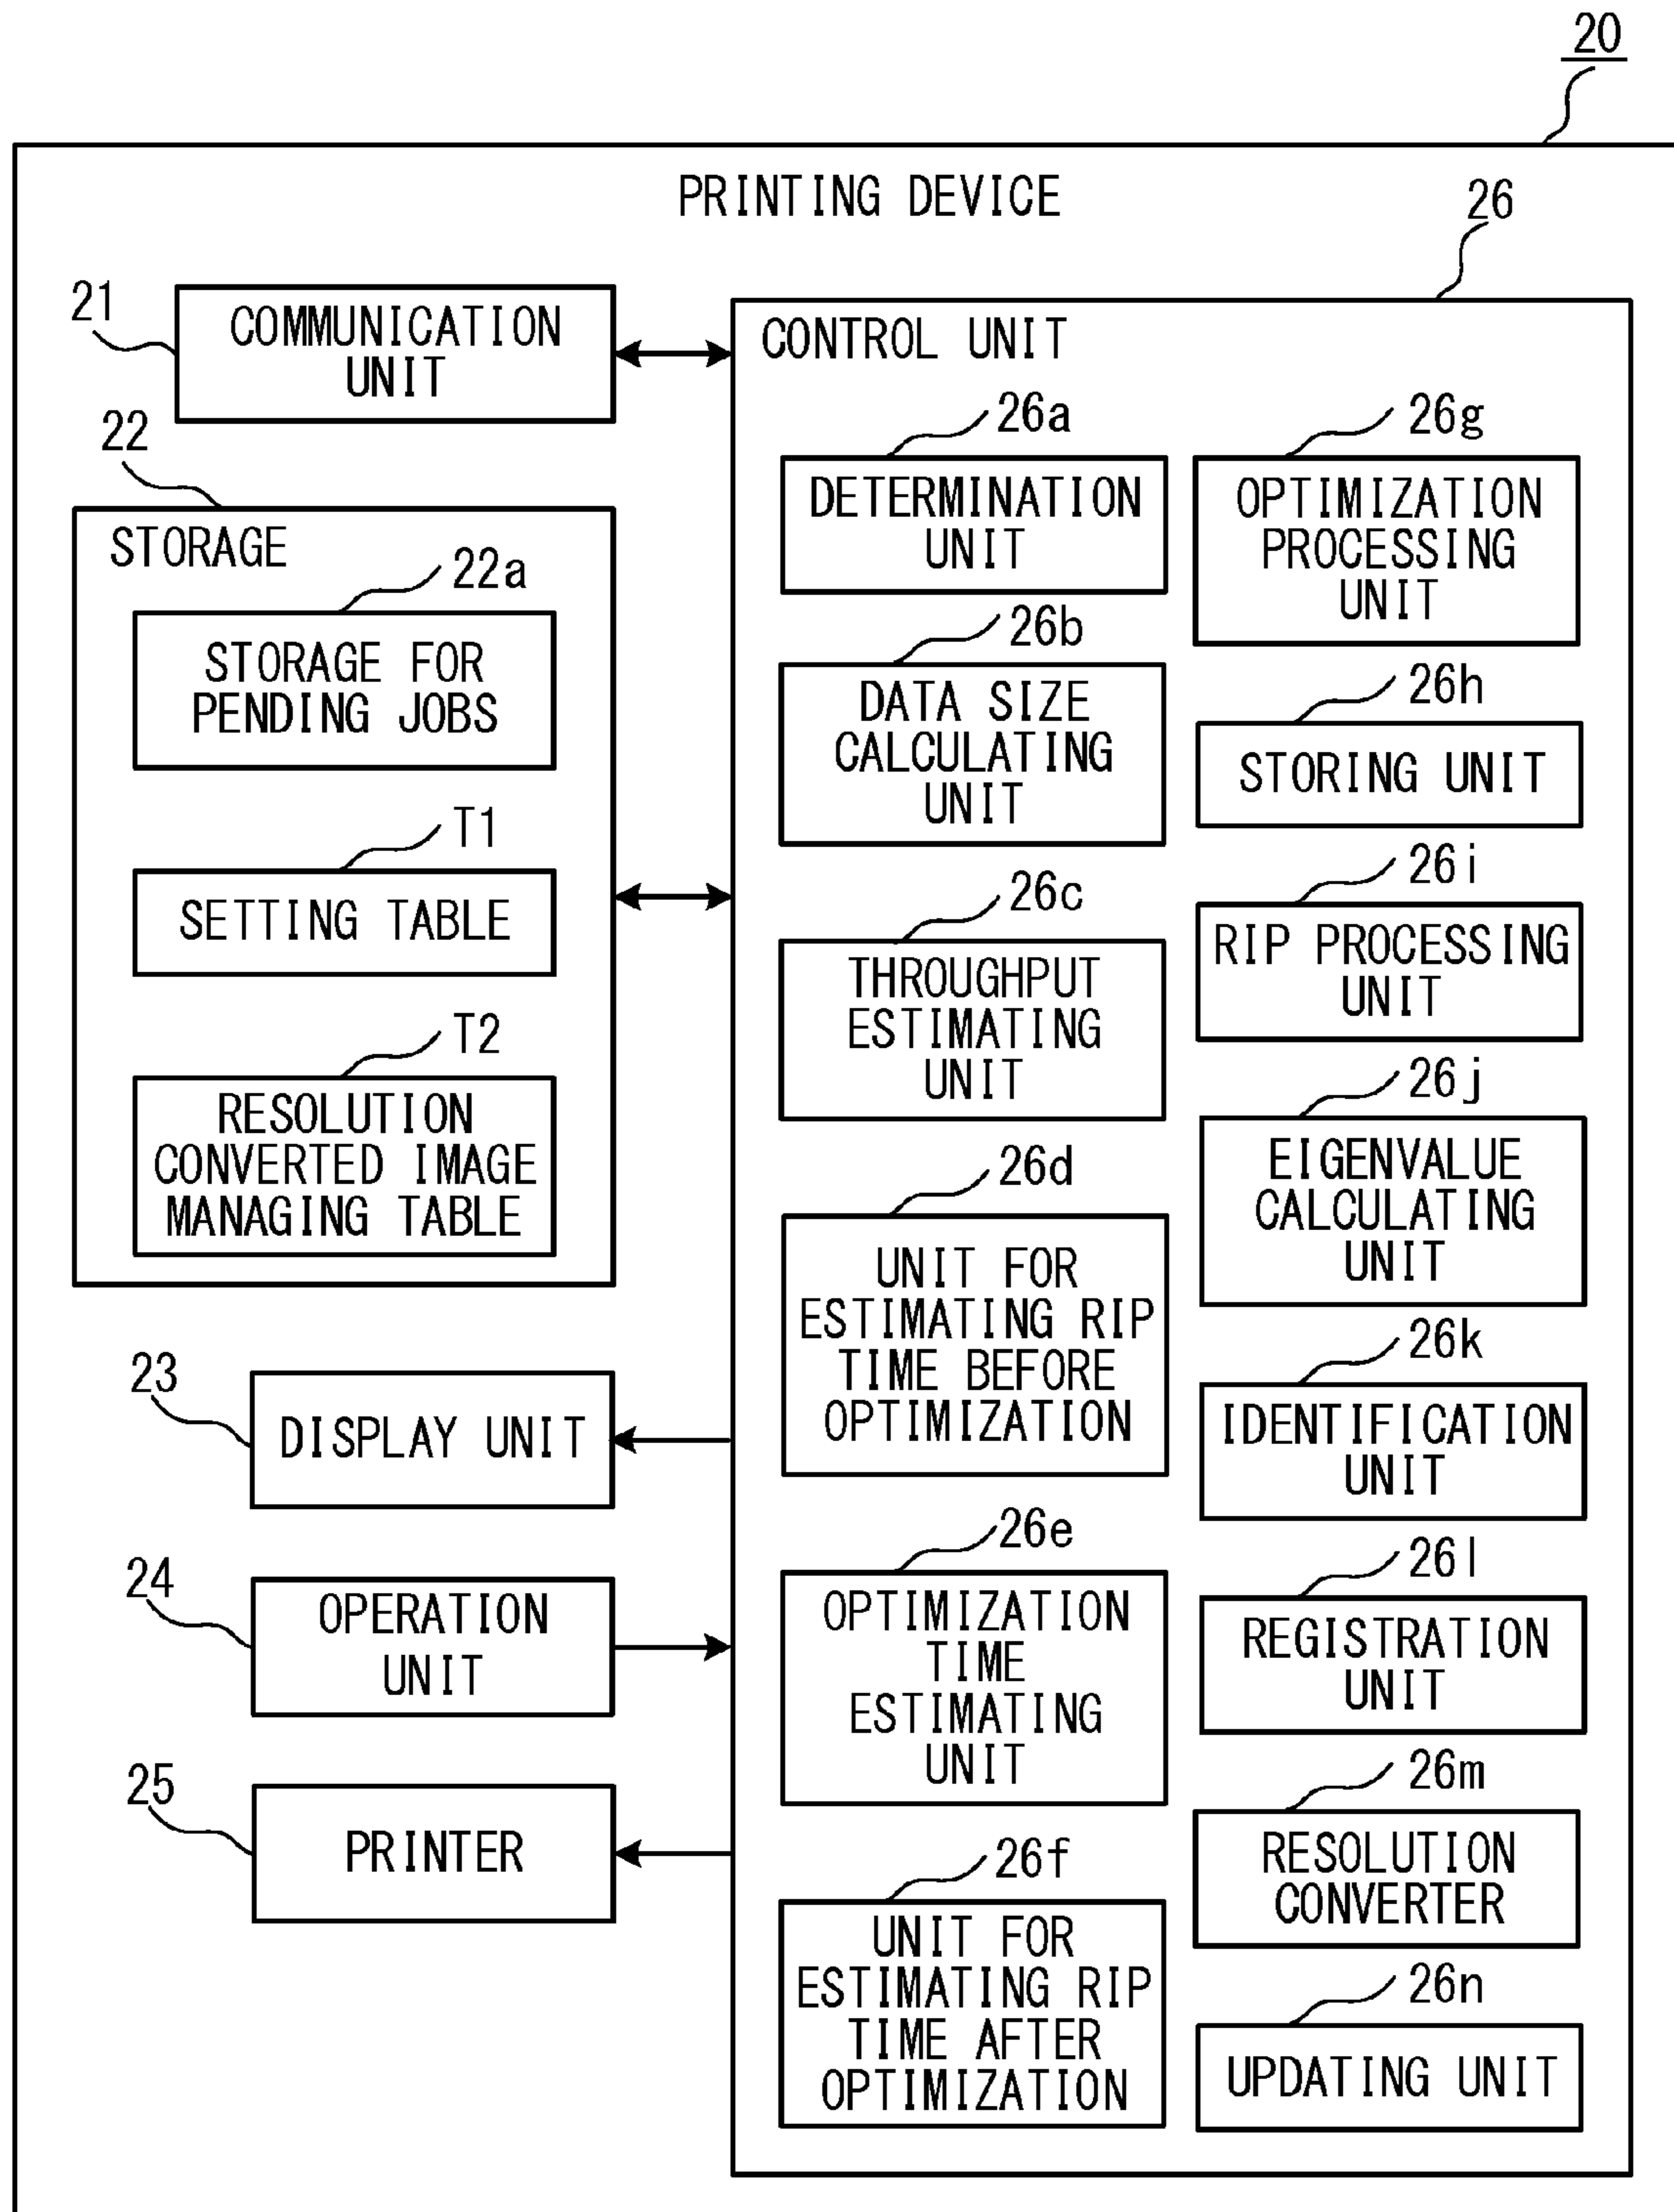 20
PRINTING DEVICE
26
21
COMMUNICATION
UNIT
22
STORAGE
22a
STORAGE FOR
PENDING JOBS
T1
SETTING TABLE
T2
RESOLUTION
CONVERTED IMAGE
MANAGING TABLE
23
DISPLAY UNIT
24
OPERATION
UNIT
25
PRINTER
CONTROL UNIT
26a
DETERMINATION
UNIT
26b
DATA SIZE
CALCULATING
UNIT
26c
THROUGHPUT
ESTIMATING
UNIT
26d
UNIT FOR
ESTIMATING RIP
TIME BEFORE
OPTIMIZATION
26e
OPTIMIZATION
TIME
ESTIMATING
UNIT
26f
UNIT FOR
ESTIMATING RIP
TIME AFTER
OPTIMIZATION
26g
OPTIMIZATION
PROCESSING
UNIT
26h
STORING UNIT
26i
RIP PROCESSING
UNIT
26j
EIGENVALUE
CALCULATING
UNIT
26k
IDENTIFICATION
UNIT
26l
REGISTRATION
UNIT
26m
RESOLUTION
CONVERTER
26n
UPDATING UNIT